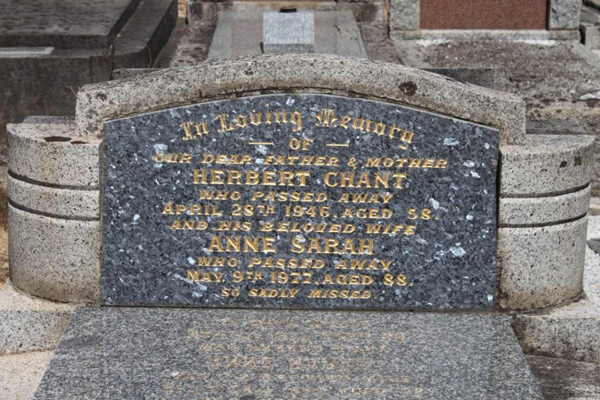 In Loving Memory
— OF —
OUR DEAR FATHER & MOTHER
HERBERT CHANT
WHO PASSED AWAY
APRIL 28TH 1946, AGED 58.
AND HIS BELOVED WIFE
ANNE SARAH
WHO PASSED AWAY
MAY 9TH 1977, AGED 88.
SO SADLY MISSED.